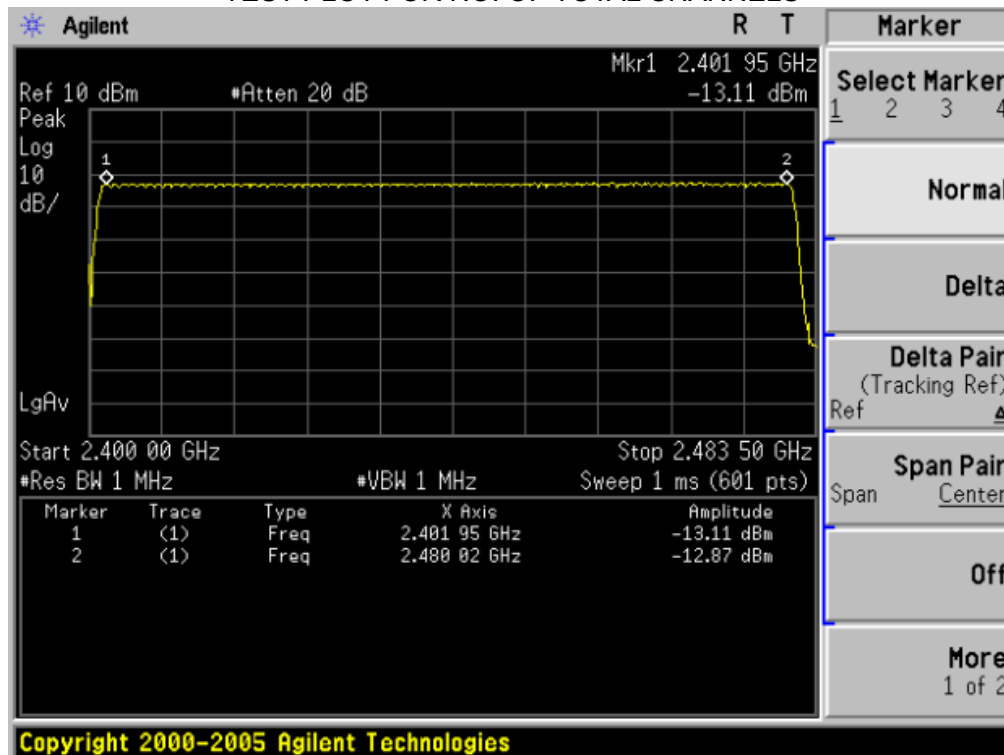 Agilent R T Marker
Mkr1 2.401 95 GHz
Ref 10 dBm #Atten 20 dB -13.11 dBm
Peak
Log
10
dB/
1
2
LgAv
Start 2.400 00 GHz Stop 2.483 50 GHz
#Res BW 1 MHz #VBW 1 MHz Sweep 1 ms (601 pts)
Marker Trace Type X Axis Amplitude
1 (1) Freq 2.401 95 GHz -13.11 dBm
2 (1) Freq 2.480 02 GHz -12.87 dBm
Select Marker
1 2 3 4
Normal
Delta
Delta Pair
(Tracking Ref)
Ref Δ
Span Pair
Span Center
Off
More
1 of 2
Copyright 2000-2005 Agilent Technologies